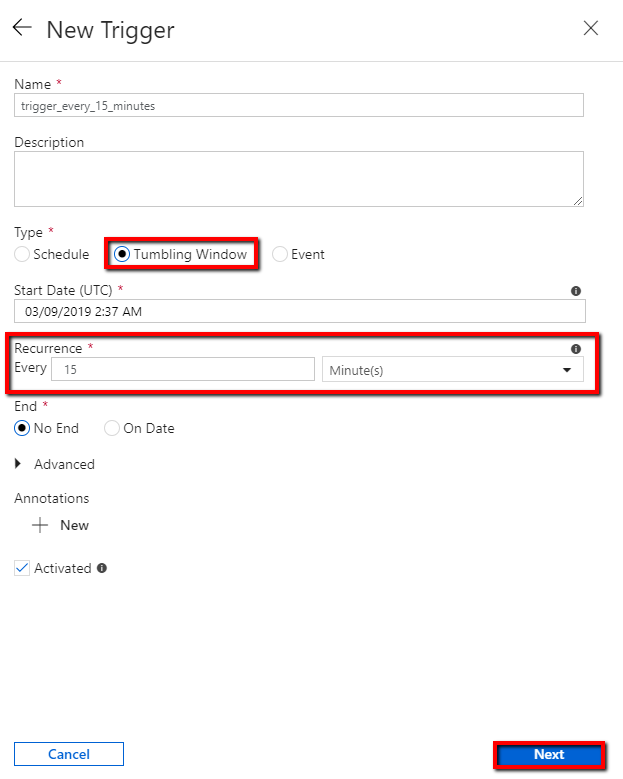 New Trigger
Name *
trigger_every_15_minutes
Description
Type *
Schedule Tumbling Window Event
Start Date (UTC) *
03/09/2019 2:37 AM
Recurrence *
Every 15 Minute(s)
End *
No End On Date
Advanced
Annotations
New
Activated
Cancel Next